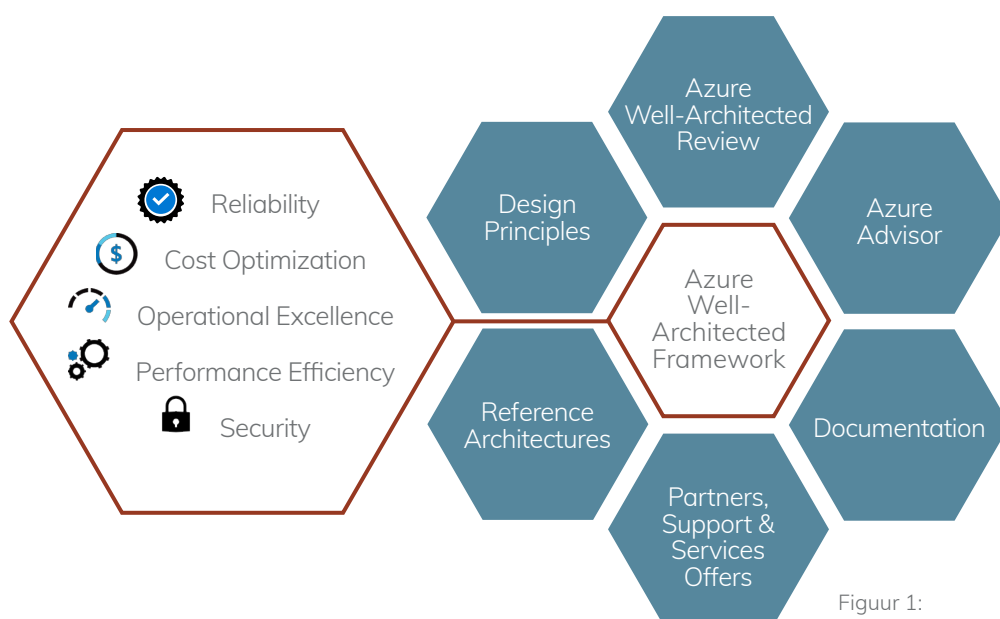 Reliability
$
Cost Optimization
Operational Excellence
Performance Efficiency
Security
Azure
Well-Architected
Review
Design
Principles
Azure
Advisor
Azure
Well-
Architected
Framework
Reference
Architectures
Documentation
Partners,
Support &
Services
Offers
Figuur 1: